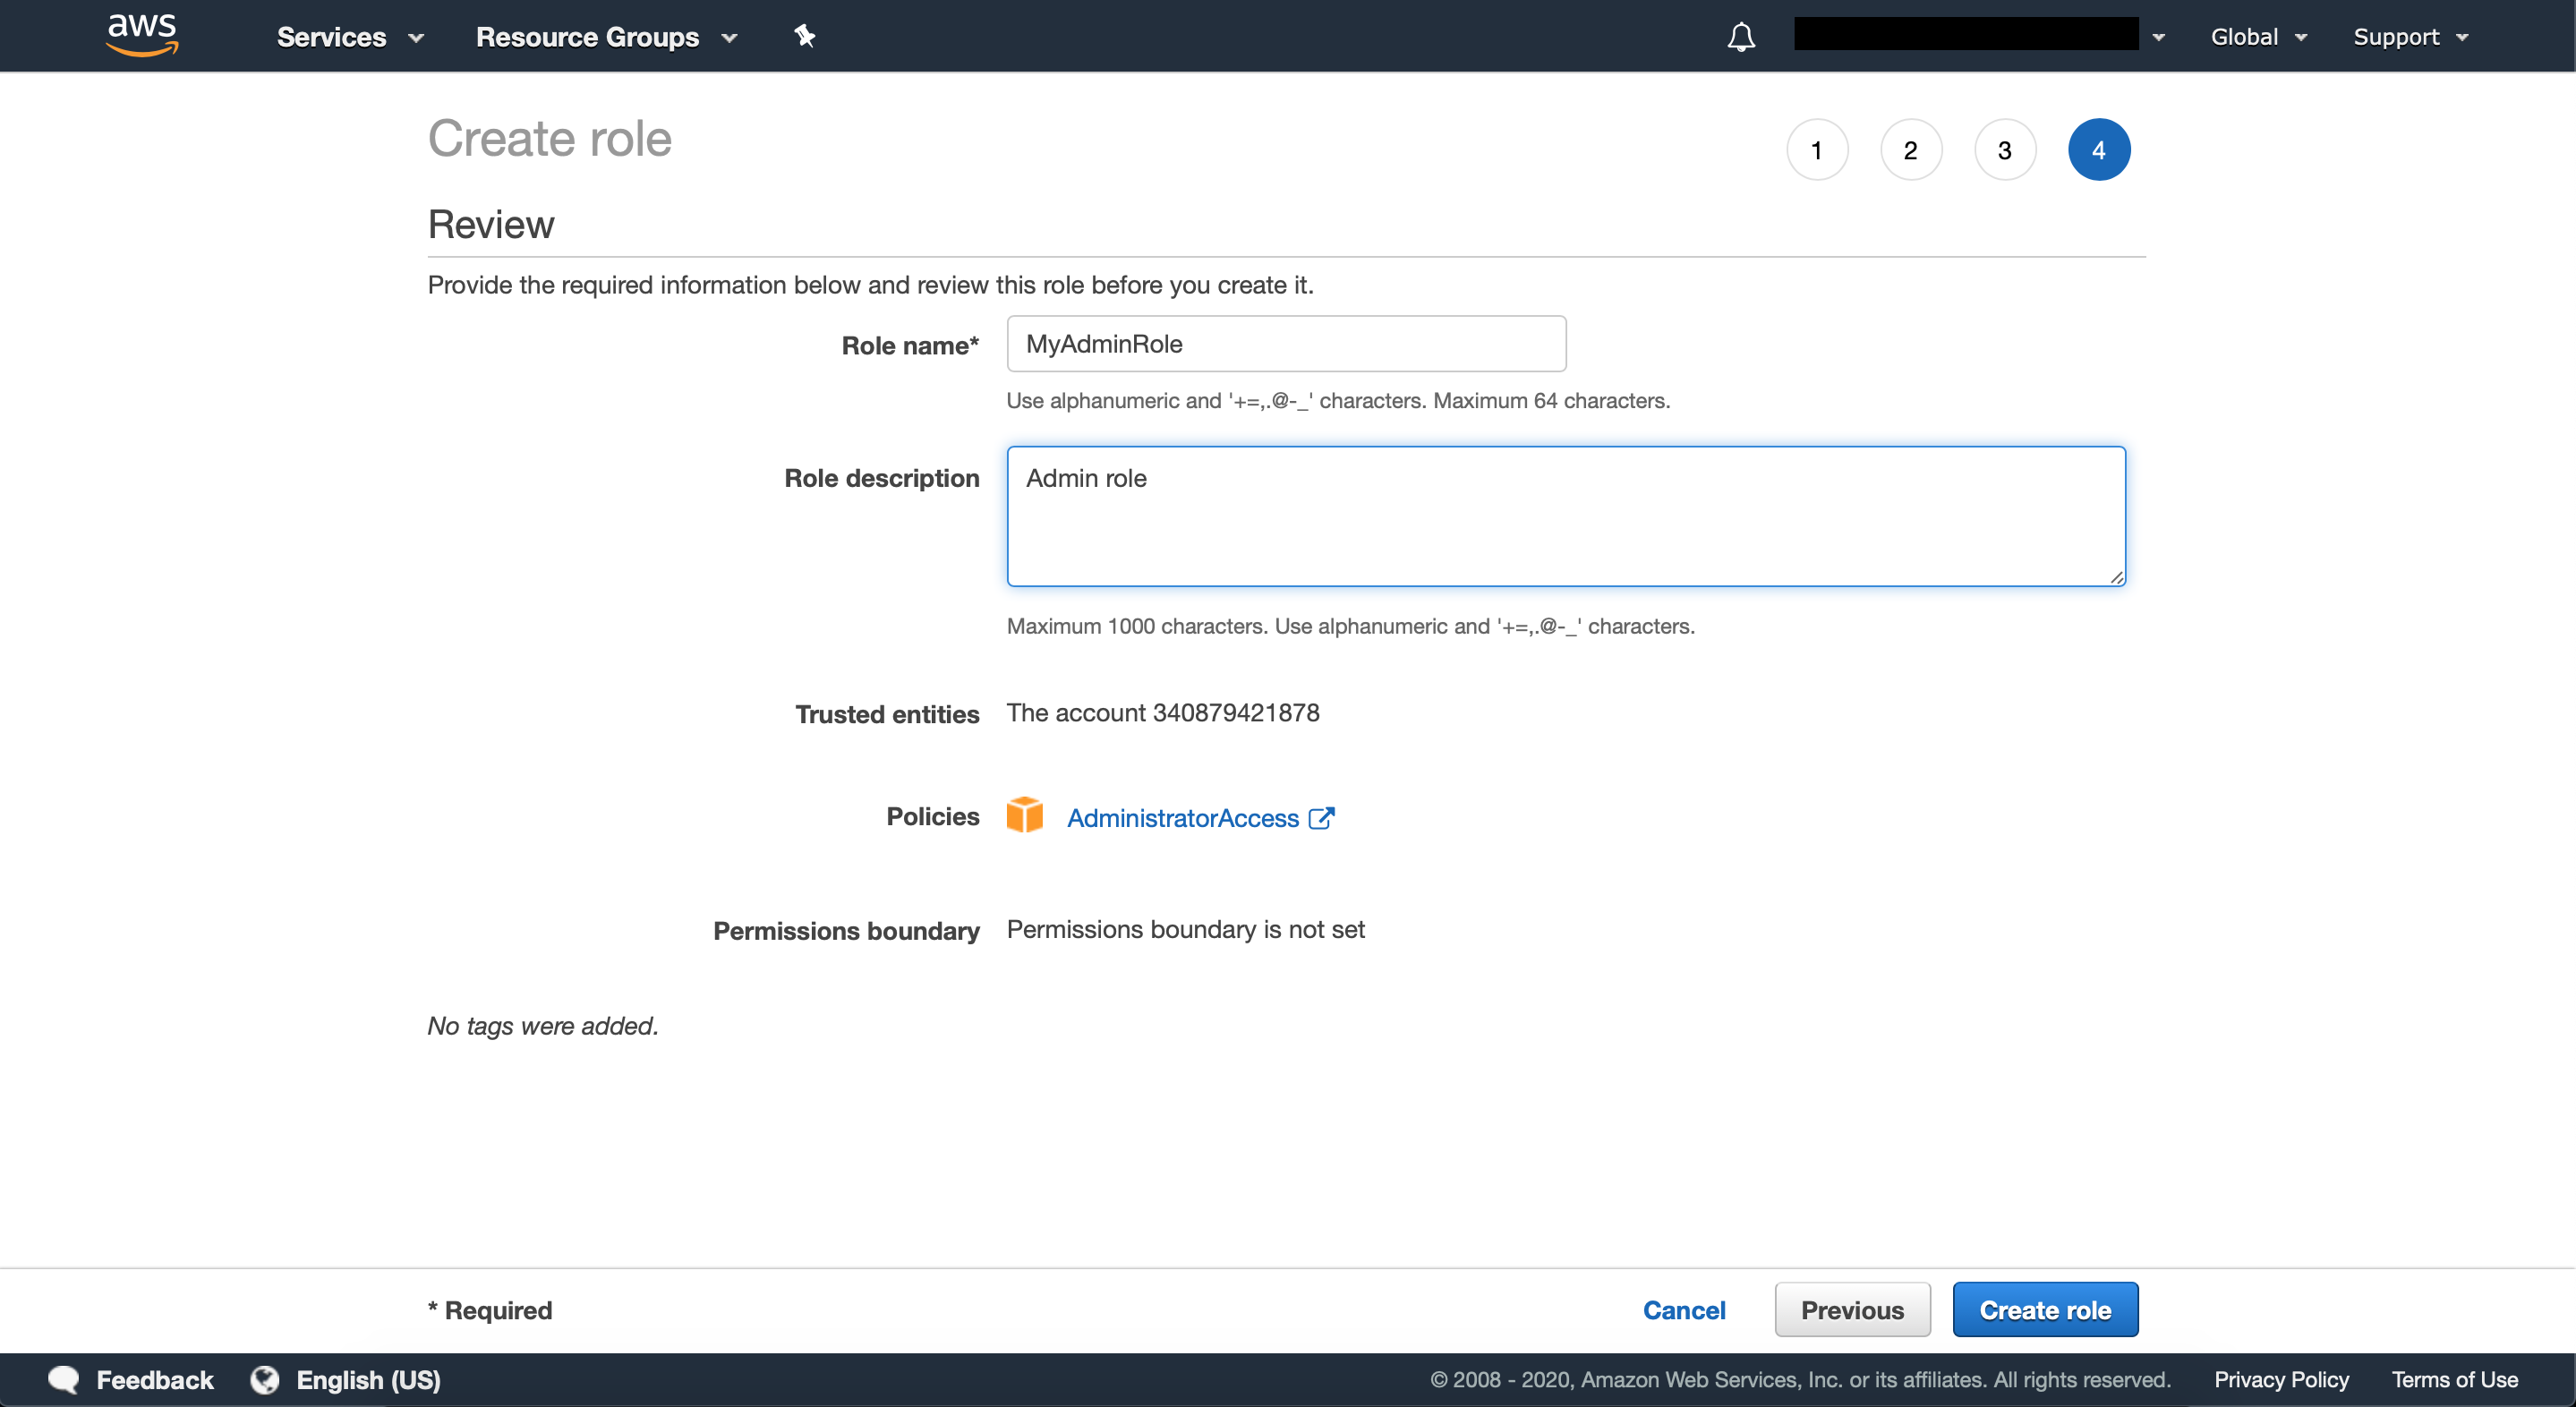 aws Services Resource Groups Global Support
Create role
1 2 3 4
Review
Provide the required information below and review this role before you create it.
Role name* MyAdminRole
Use alphanumeric and '+=,.@-_' characters. Maximum 64 characters.
Role description Admin role
Maximum 1000 characters. Use alphanumeric and '+=,.@-_' characters.
Trusted entities The account 340879421878
Policies AdministratorAccess
Permissions boundary Permissions boundary is not set
No tags were added.
* Required Cancel Previous Create role
Feedback English (US) © 2008 - 2020, Amazon Web Services, Inc. or its affiliates. All rights reserved. Privacy Policy Terms of Use